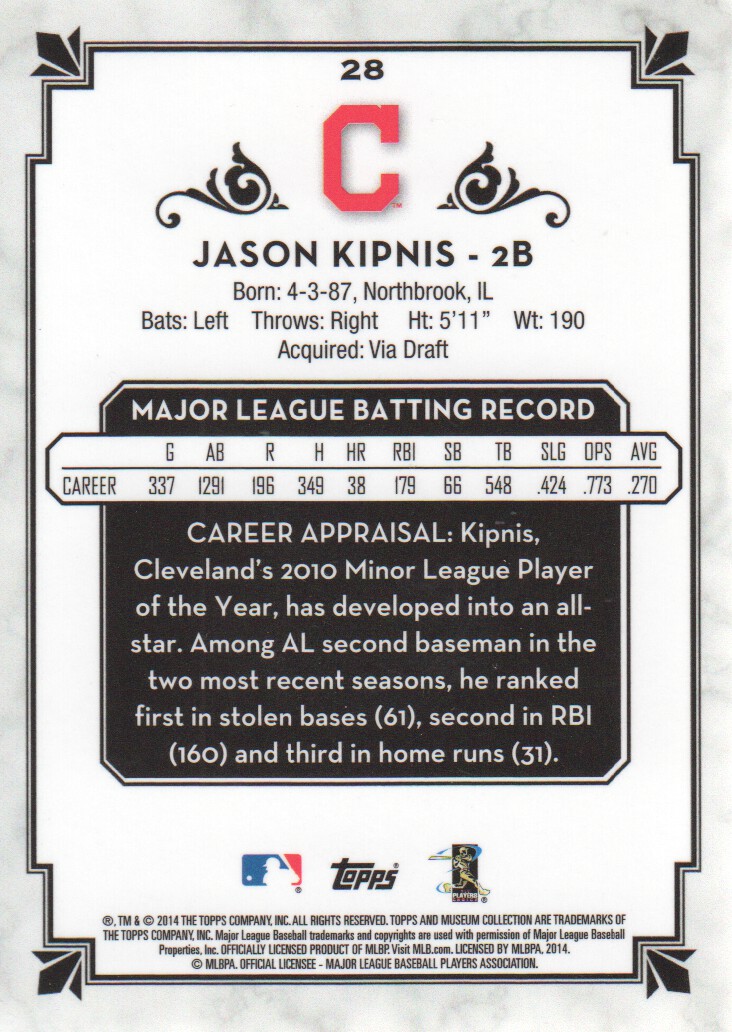 28
C
TM
JASON KIPNIS - 2B
Born: 4-3-87, Northbrook, IL
Bats: Left Throws: Right Ht: 5'11" Wt: 190
Acquired: Via Draft
MAJOR LEAGUE BATTING RECORD
G AB R H HR RBI SB TB SLG OPS AVG
CAREER 337 1291 196 349 38 179 66 548 .424 .773 .270
CAREER APPRAISAL: Kipnis,
Cleveland's 2010 Minor League Player
of the Year, has developed into an all-
star. Among AL second baseman in the
two most recent seasons, he ranked
first in stolen bases (61), second in RBI
(160) and third in home runs (31).
® Topps® PLAYERS CHOICE ®
®, TM & © 2014 THE TOPPS COMPANY, INC. ALL RIGHTS RESERVED. TOPPS AND MUSEUM COLLECTION ARE TRADEMARKS OF
THE TOPPS COMPANY, INC. Major League Baseball trademarks and copyrights are used with permission of Major League Baseball
Properties, Inc. OFFICIALLY LICENSED PRODUCT OF MLBP. Visit MLB.com. LICENSED BY MLBPA, 2014.
© MLBPA. OFFICIAL LICENSEE - MAJOR LEAGUE BASEBALL PLAYERS ASSOCIATION.